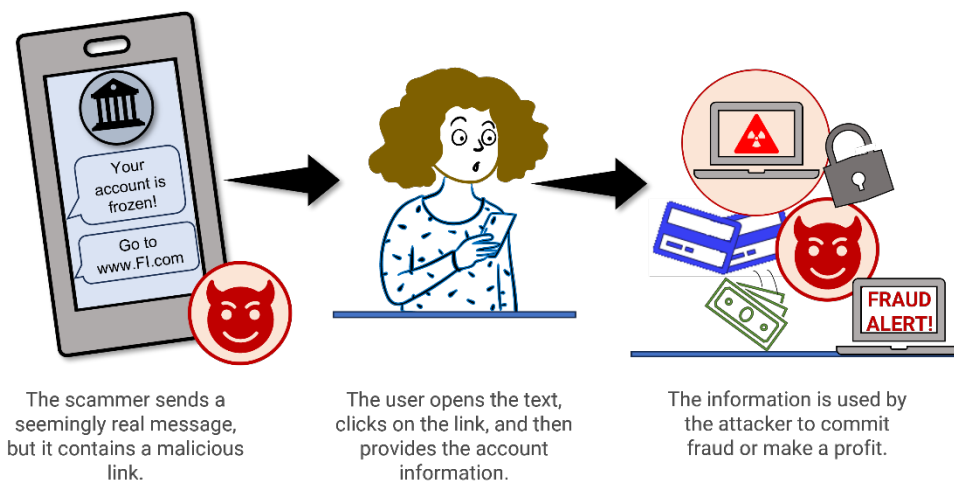 Your
account is
frozen!
Go to
www.FI.com
FRAUD
ALERT!
The scammer sends a
seemingly real message,
but it contains a malicious
link.
The user opens the text,
clicks on the link, and then
provides the account
information.
The information is used by
the attacker to commit
fraud or make a profit.